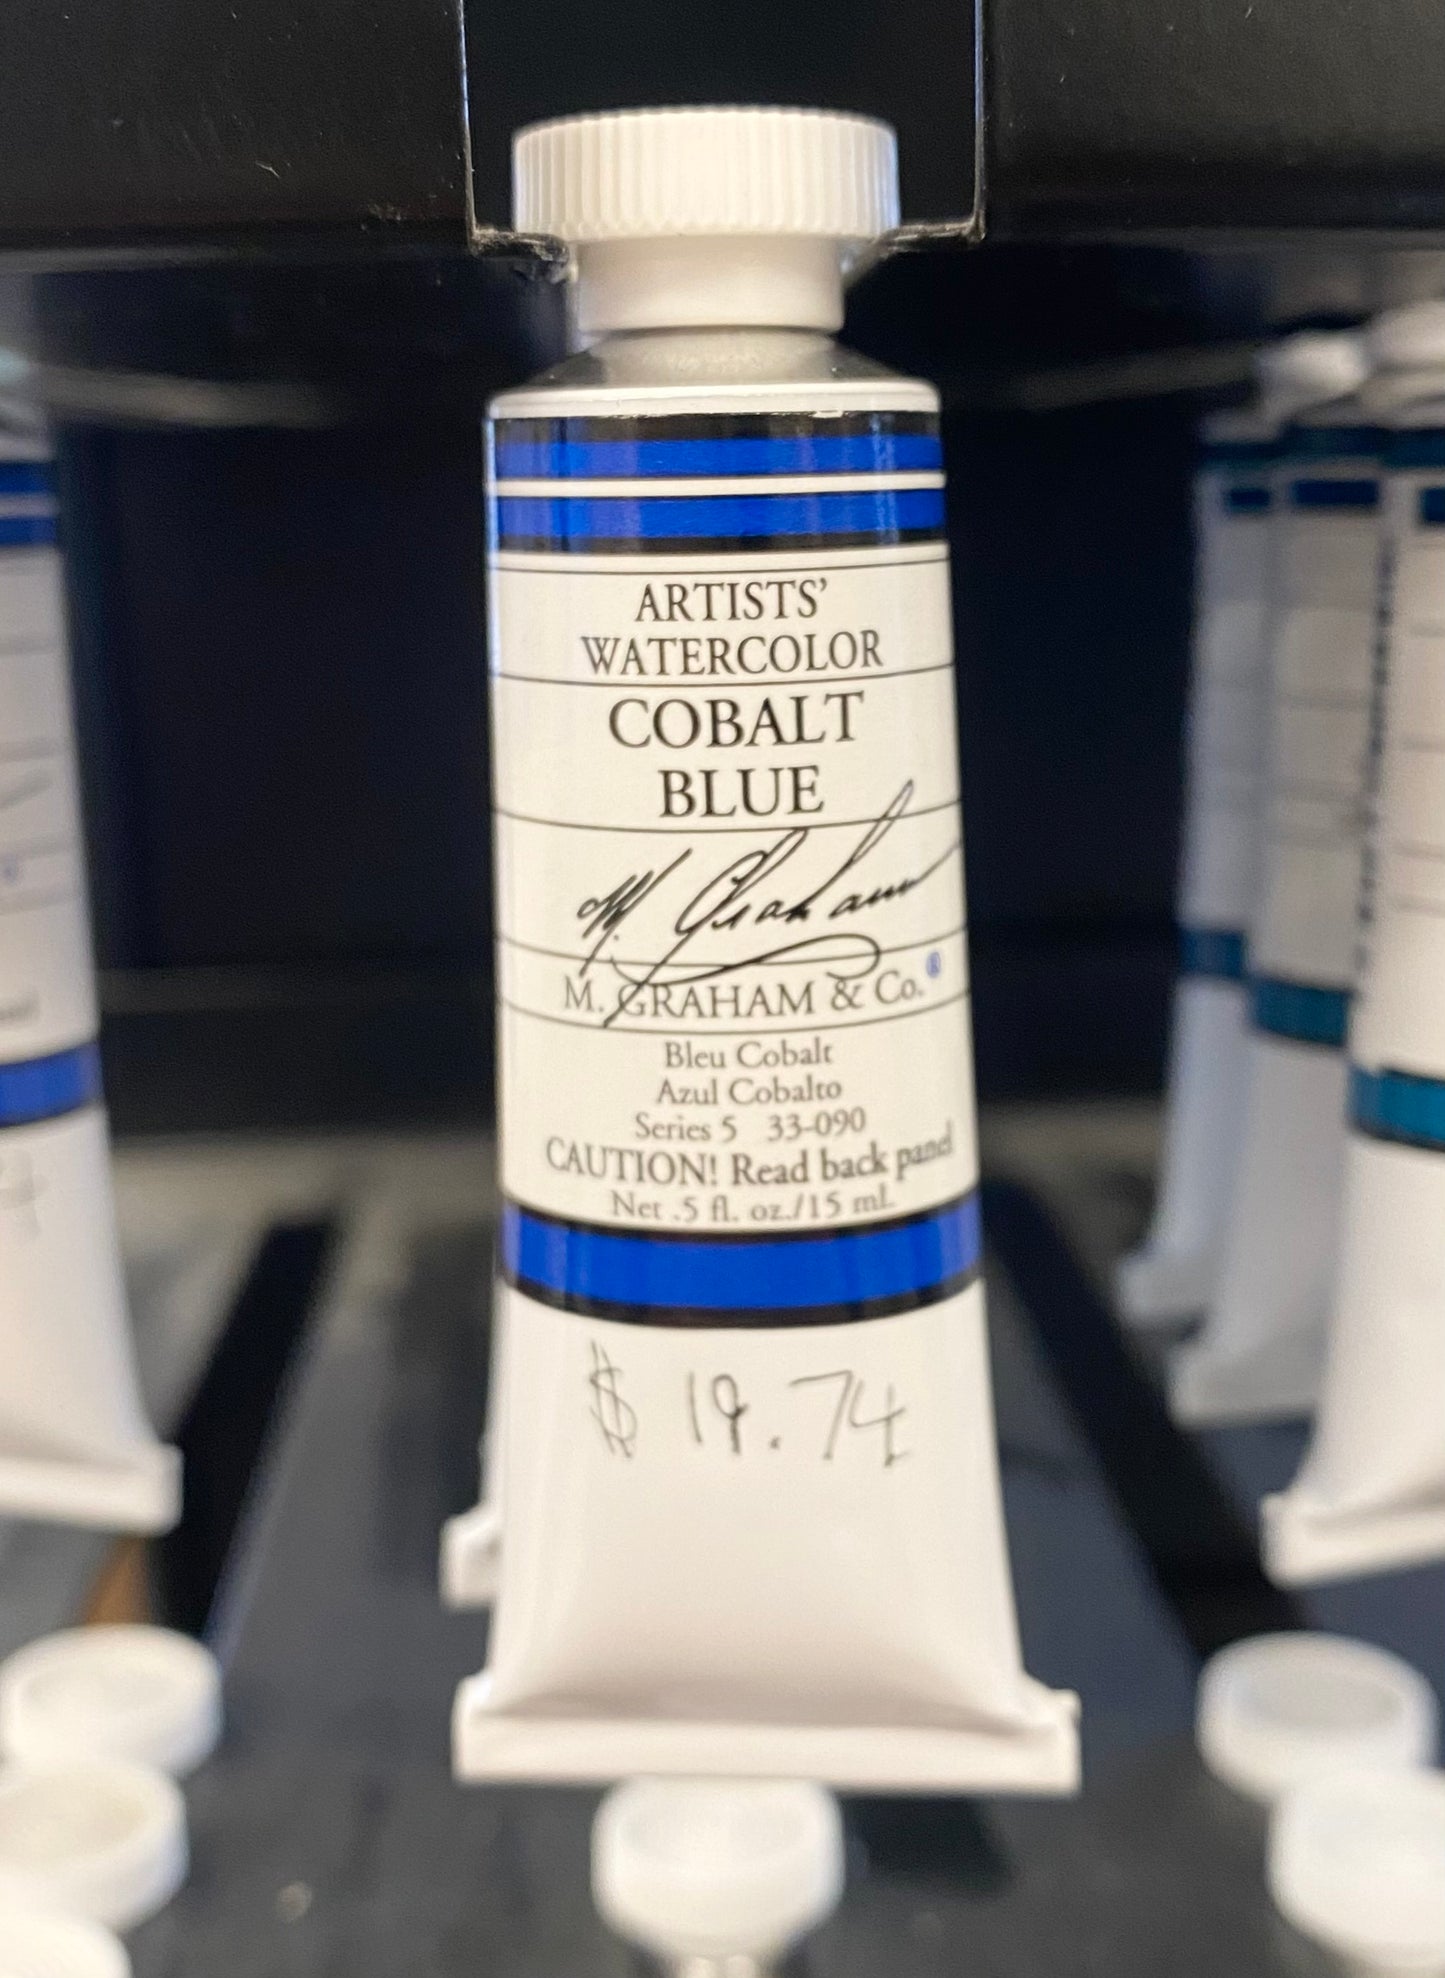 ARTISTS'
WATERCOLOR
COBALT
BLUE
M. Graham
M. GRAHAM & Co.®
Bleu Cobalt
Azul Cobalto
Series 5 33-090
CAUTION! Read back panel
Net .5 fl. oz./15 mL
$ 19.74